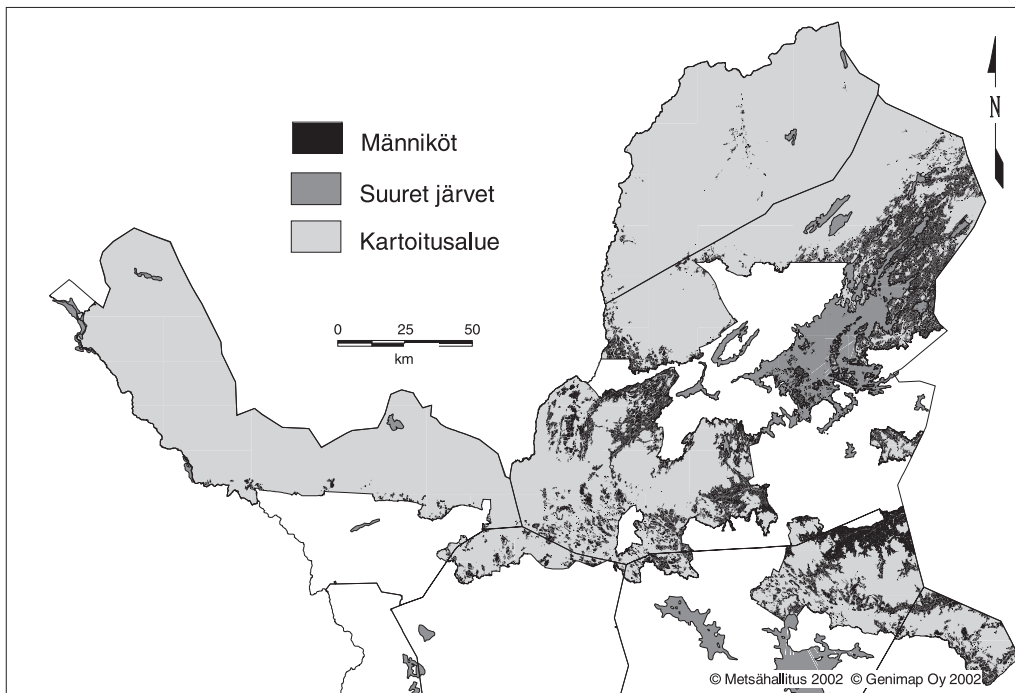 N
Männiköt
Suuret järvet
Kartoitusalue
0 25 50
km
© Metsähallitus 2002 © Genimap Oy 2002